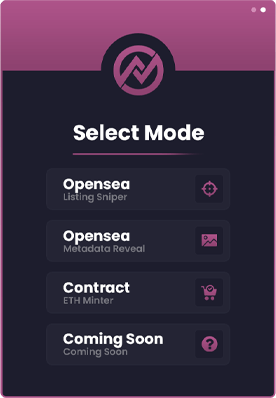 Select Mode
Opensea
Listing Sniper
Opensea
Metadata Reveal
Contract
ETH Minter
Coming Soon
Coming Soon